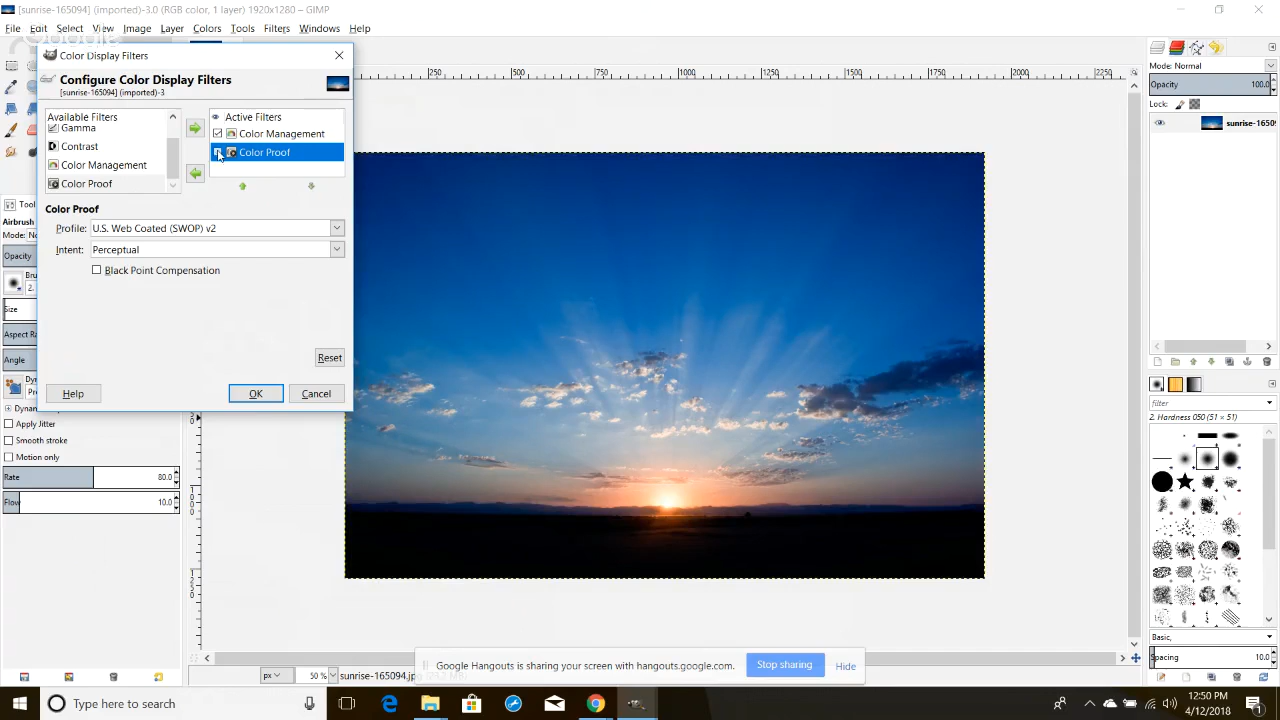 [sunrise-165094] (imported)-3.0 (RGB color, 1 layer) 1920x1280 – GIMP
File Edit Select View Image Layer Colors Tools Filters Windows Help
Google
Color Display Filters
Configure Color Display Filters
[sunrise-165094] (imported)-3
Available Filters
Gamma
Contrast
Color Management
Color Proof
Active Filters
Color Management
Color Proof
Color Proof
Profile: U.S. Web Coated (SWOP) v2
Intent: Perceptual
Black Point Compensation
Reset
Help OK Cancel
Tool
Airbrush
Mode:
Opacity
Size
Angle
Apply Jitter
Smooth stroke
Motion only
Rate 80.0
Flow 10.0
250 500 750 1000 1250 1500 1750 2000 2250
px 50 % sunrise-165094.jpg
Google Hangouts is sharing your screen with hangouts.google.com. Stop sharing Hide
Mode: Normal
Opacity 100.0
Lock:
sunrise-1650
filter
2. Hardness 050 (51 × 51)
Basic,
Spacing 10.0
Type here to search
12:50 PM
4/12/2018